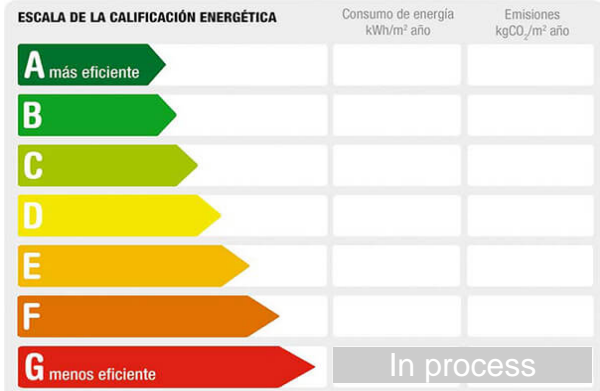 ESCALA DE LA CALIFICACIÓN ENERGÉTICA
Consumo de energía
kWh/m² año
Emisiones
kgCO₂/m² año
A más eficiente
B
C
D
E
F
G menos eficiente
In process